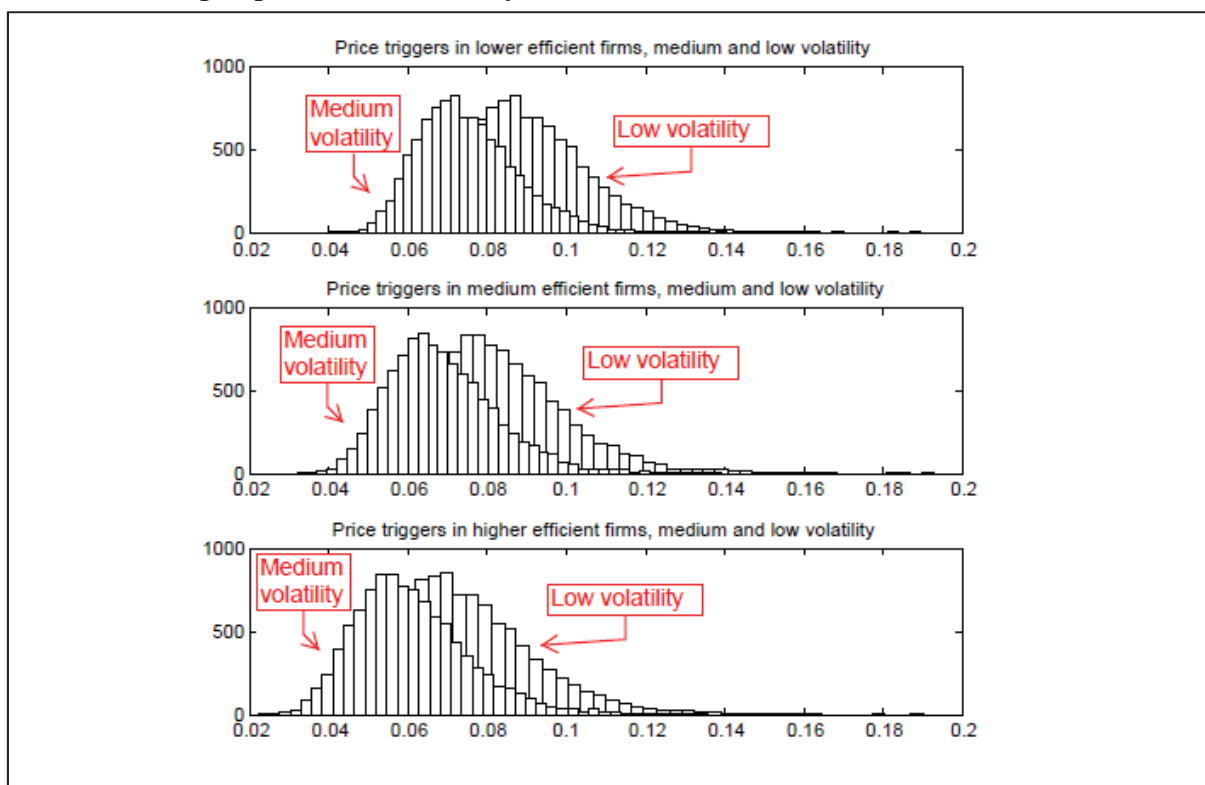 Price triggers in lower efficient firms, medium and low volatility
1000
Medium
volatility
Low volatility
500
0
0.02 0.04 0.06 0.08 0.1 0.12 0.14 0.16 0.18 0.2
Price triggers in medium efficient firms, medium and low volatility
1000
Medium
volatility
Low volatility
500
0
0.02 0.04 0.06 0.08 0.1 0.12 0.14 0.16 0.18 0.2
Price triggers in higher efficient firms, medium and low volatility
1000
Medium
volatility
Low volatility
500
0
0.02 0.04 0.06 0.08 0.1 0.12 0.14 0.16 0.18 0.2